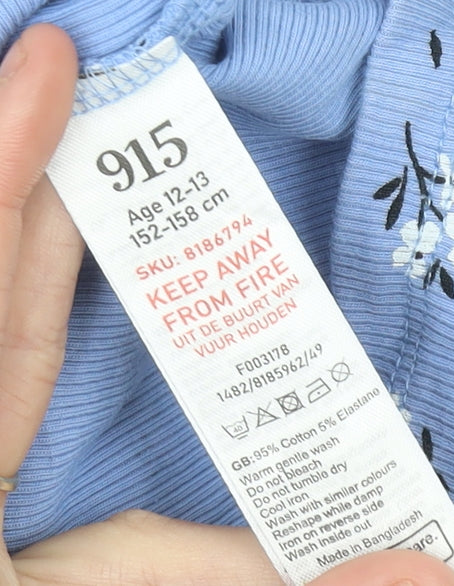 915
Age 12-13
152-158 cm
SKU: 8186794
KEEP AWAY
FROM FIRE
UIT DE BUURT VAN
VUUR HOUDEN
F003178
1482/8185962/49
40
GB:95% Cotton 5% Elastane
Warm gentle wash
Do not bleach
Do not tumble dry
Cool iron
Wash with similar colours
Reshape while damp
Iron on reverse side
Wash inside out
Made in Bangladesh
are.